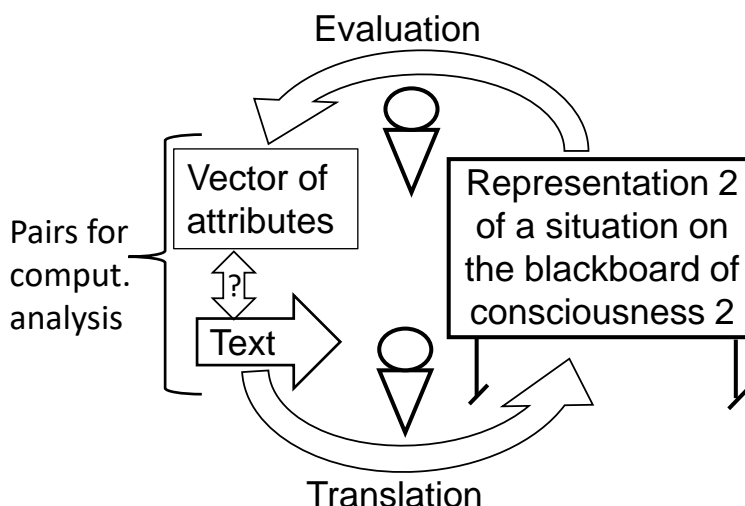 Evaluation
Vector of
attributes
Representation 2
of a situation on
the blackboard of
consciousness 2
Pairs for
comput.
analysis
?
Text
Translation